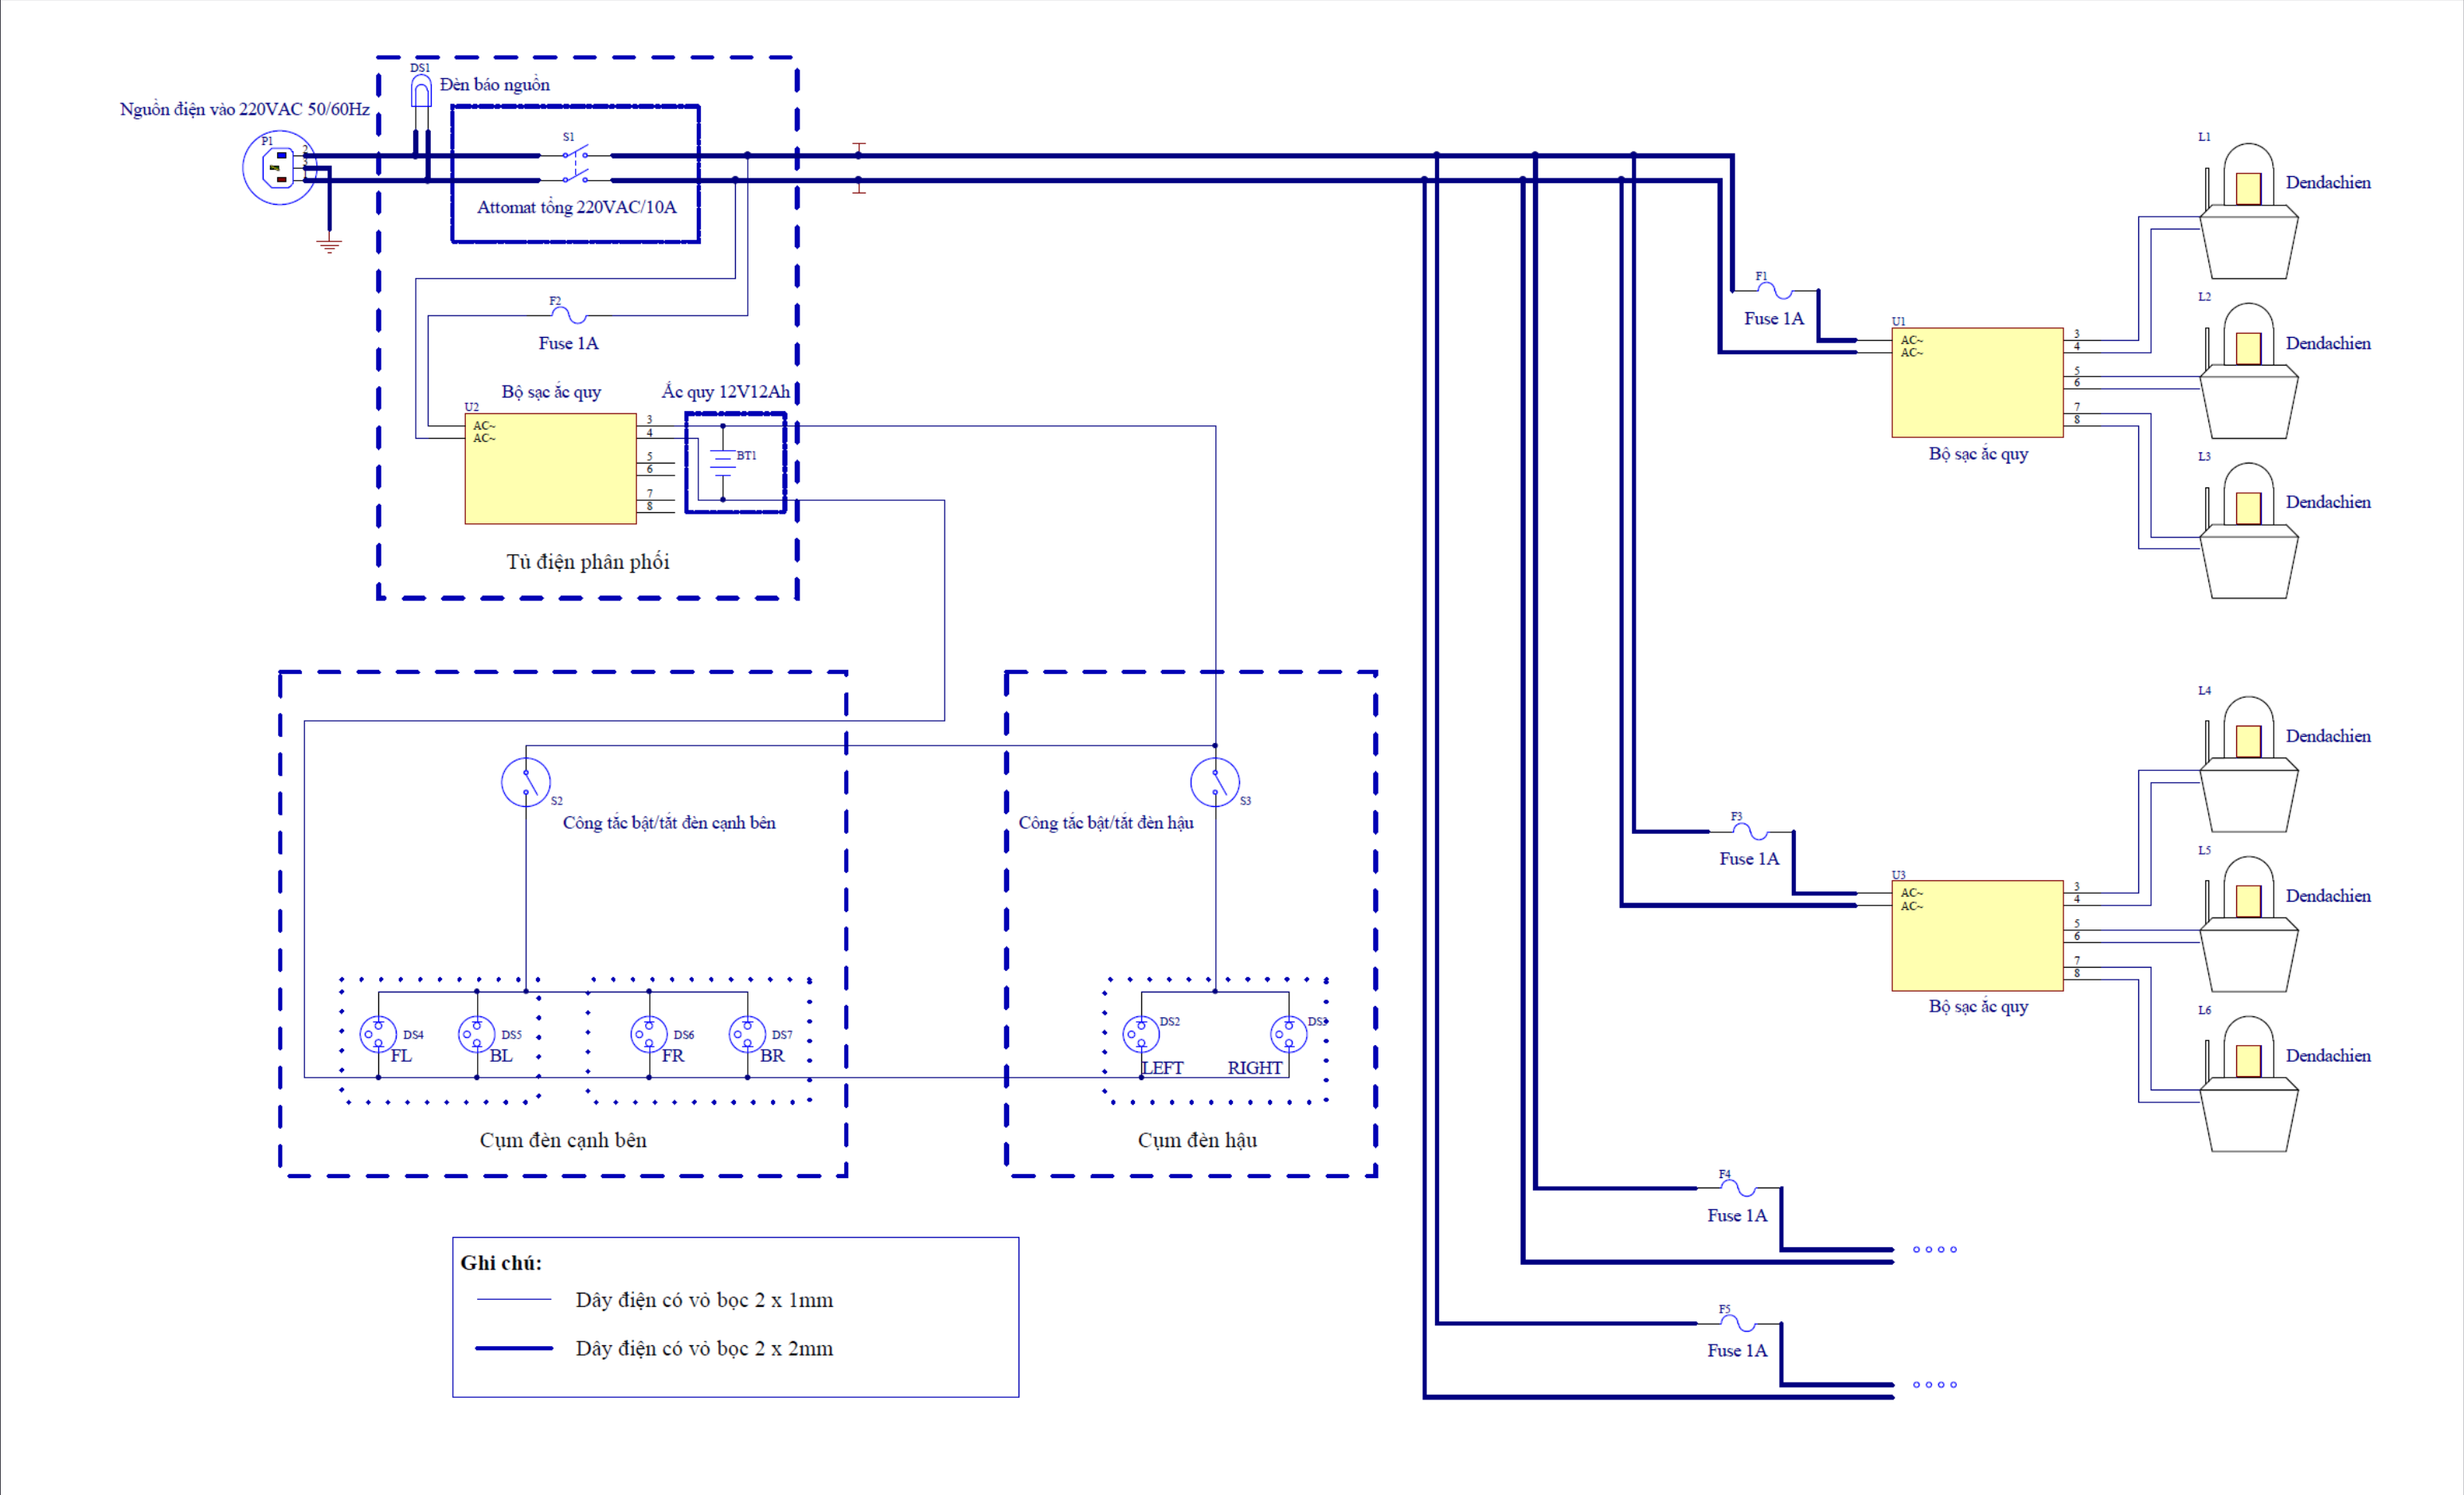 DS1
Đèn báo nguồn
Nguồn điện vào 220VAC 50/60Hz
P1
2
S1
Attomat tổng 220VAC/10A
F2
Fuse 1A
Bộ sạc ắc quy
Ắc quy 12V12Ah
U2
AC~
AC~
3
4
5
6
7
8
BT1
Tủ điện phân phối
F1
Fuse 1A
U1
AC~
AC~
3
4
5
6
7
8
Bộ sạc ắc quy
L1
Dendachien
L2
Dendachien
L3
Dendachien
S2
Công tắc bật/tắt đèn cạnh bên
S3
Công tắc bật/tắt đèn hậu
DS4
FL
DS5
BL
DS6
FR
DS7
BR
Cụm đèn cạnh bên
DS2
LEFT
DS3
RIGHT
Cụm đèn hậu
F3
Fuse 1A
U3
AC~
AC~
3
4
5
6
7
8
Bộ sạc ắc quy
L4
Dendachien
L5
Dendachien
L6
Dendachien
F4
Fuse 1A
F5
Fuse 1A
Ghi chú:
Dây điện có vỏ bọc 2 x 1mm
Dây điện có vỏ bọc 2 x 2mm